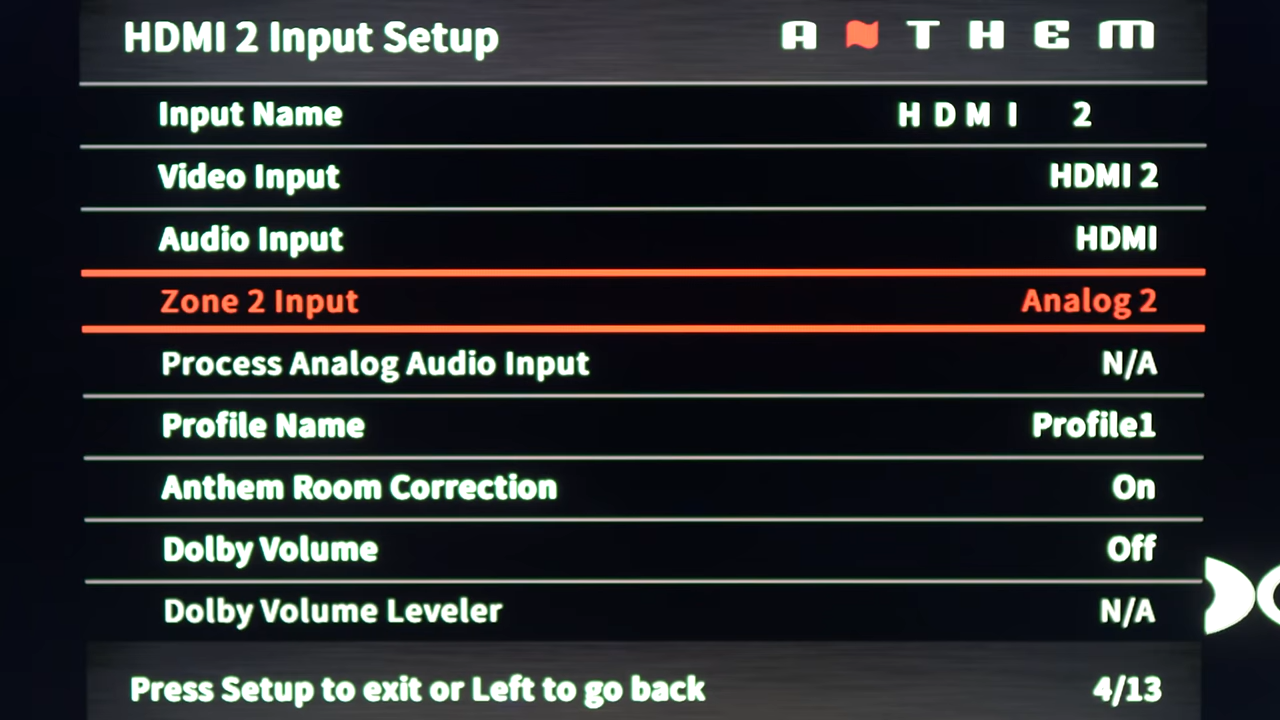 HDMI 2 Input Setup ANTHEM
Input Name HDMI 2
Video Input HDMI 2
Audio Input HDMI
Zone 2 Input Analog 2
Process Analog Audio Input N/A
Profile Name Profile1
Anthem Room Correction On
Dolby Volume Off
Dolby Volume Leveler N/A
Press Setup to exit or Left to go back 4/13